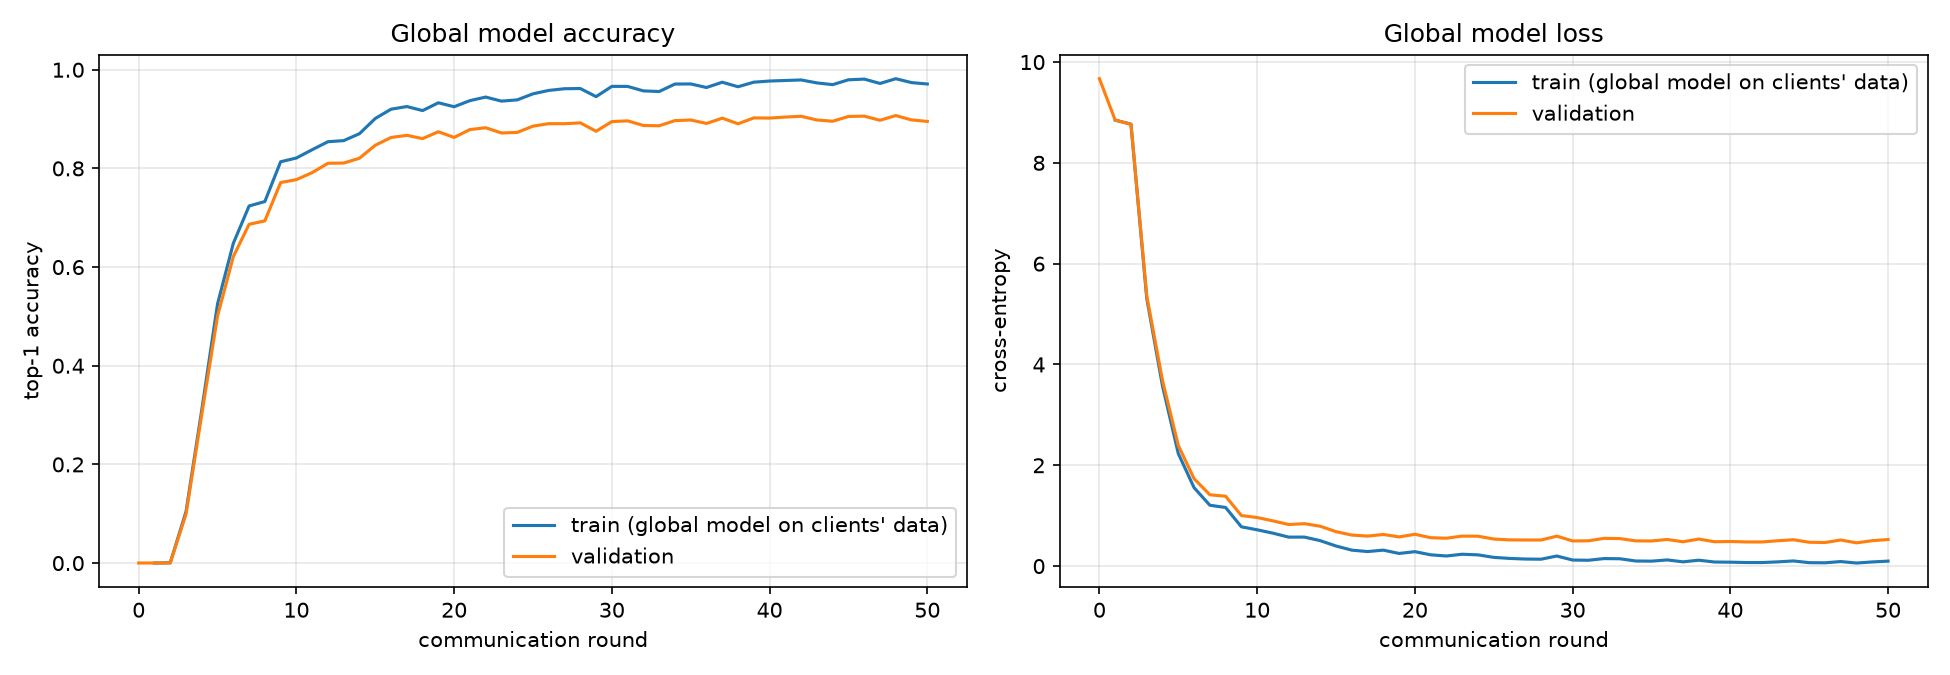 Global model accuracy
top-1 accuracy
1.0
0.8
0.6
0.4
0.2
0.0
train (global model on clients' data)
validation
0 10 20 30 40 50
communication round
Global model loss
cross-entropy
10
8
6
4
2
0
train (global model on clients' data)
validation
0 10 20 30 40 50
communication round